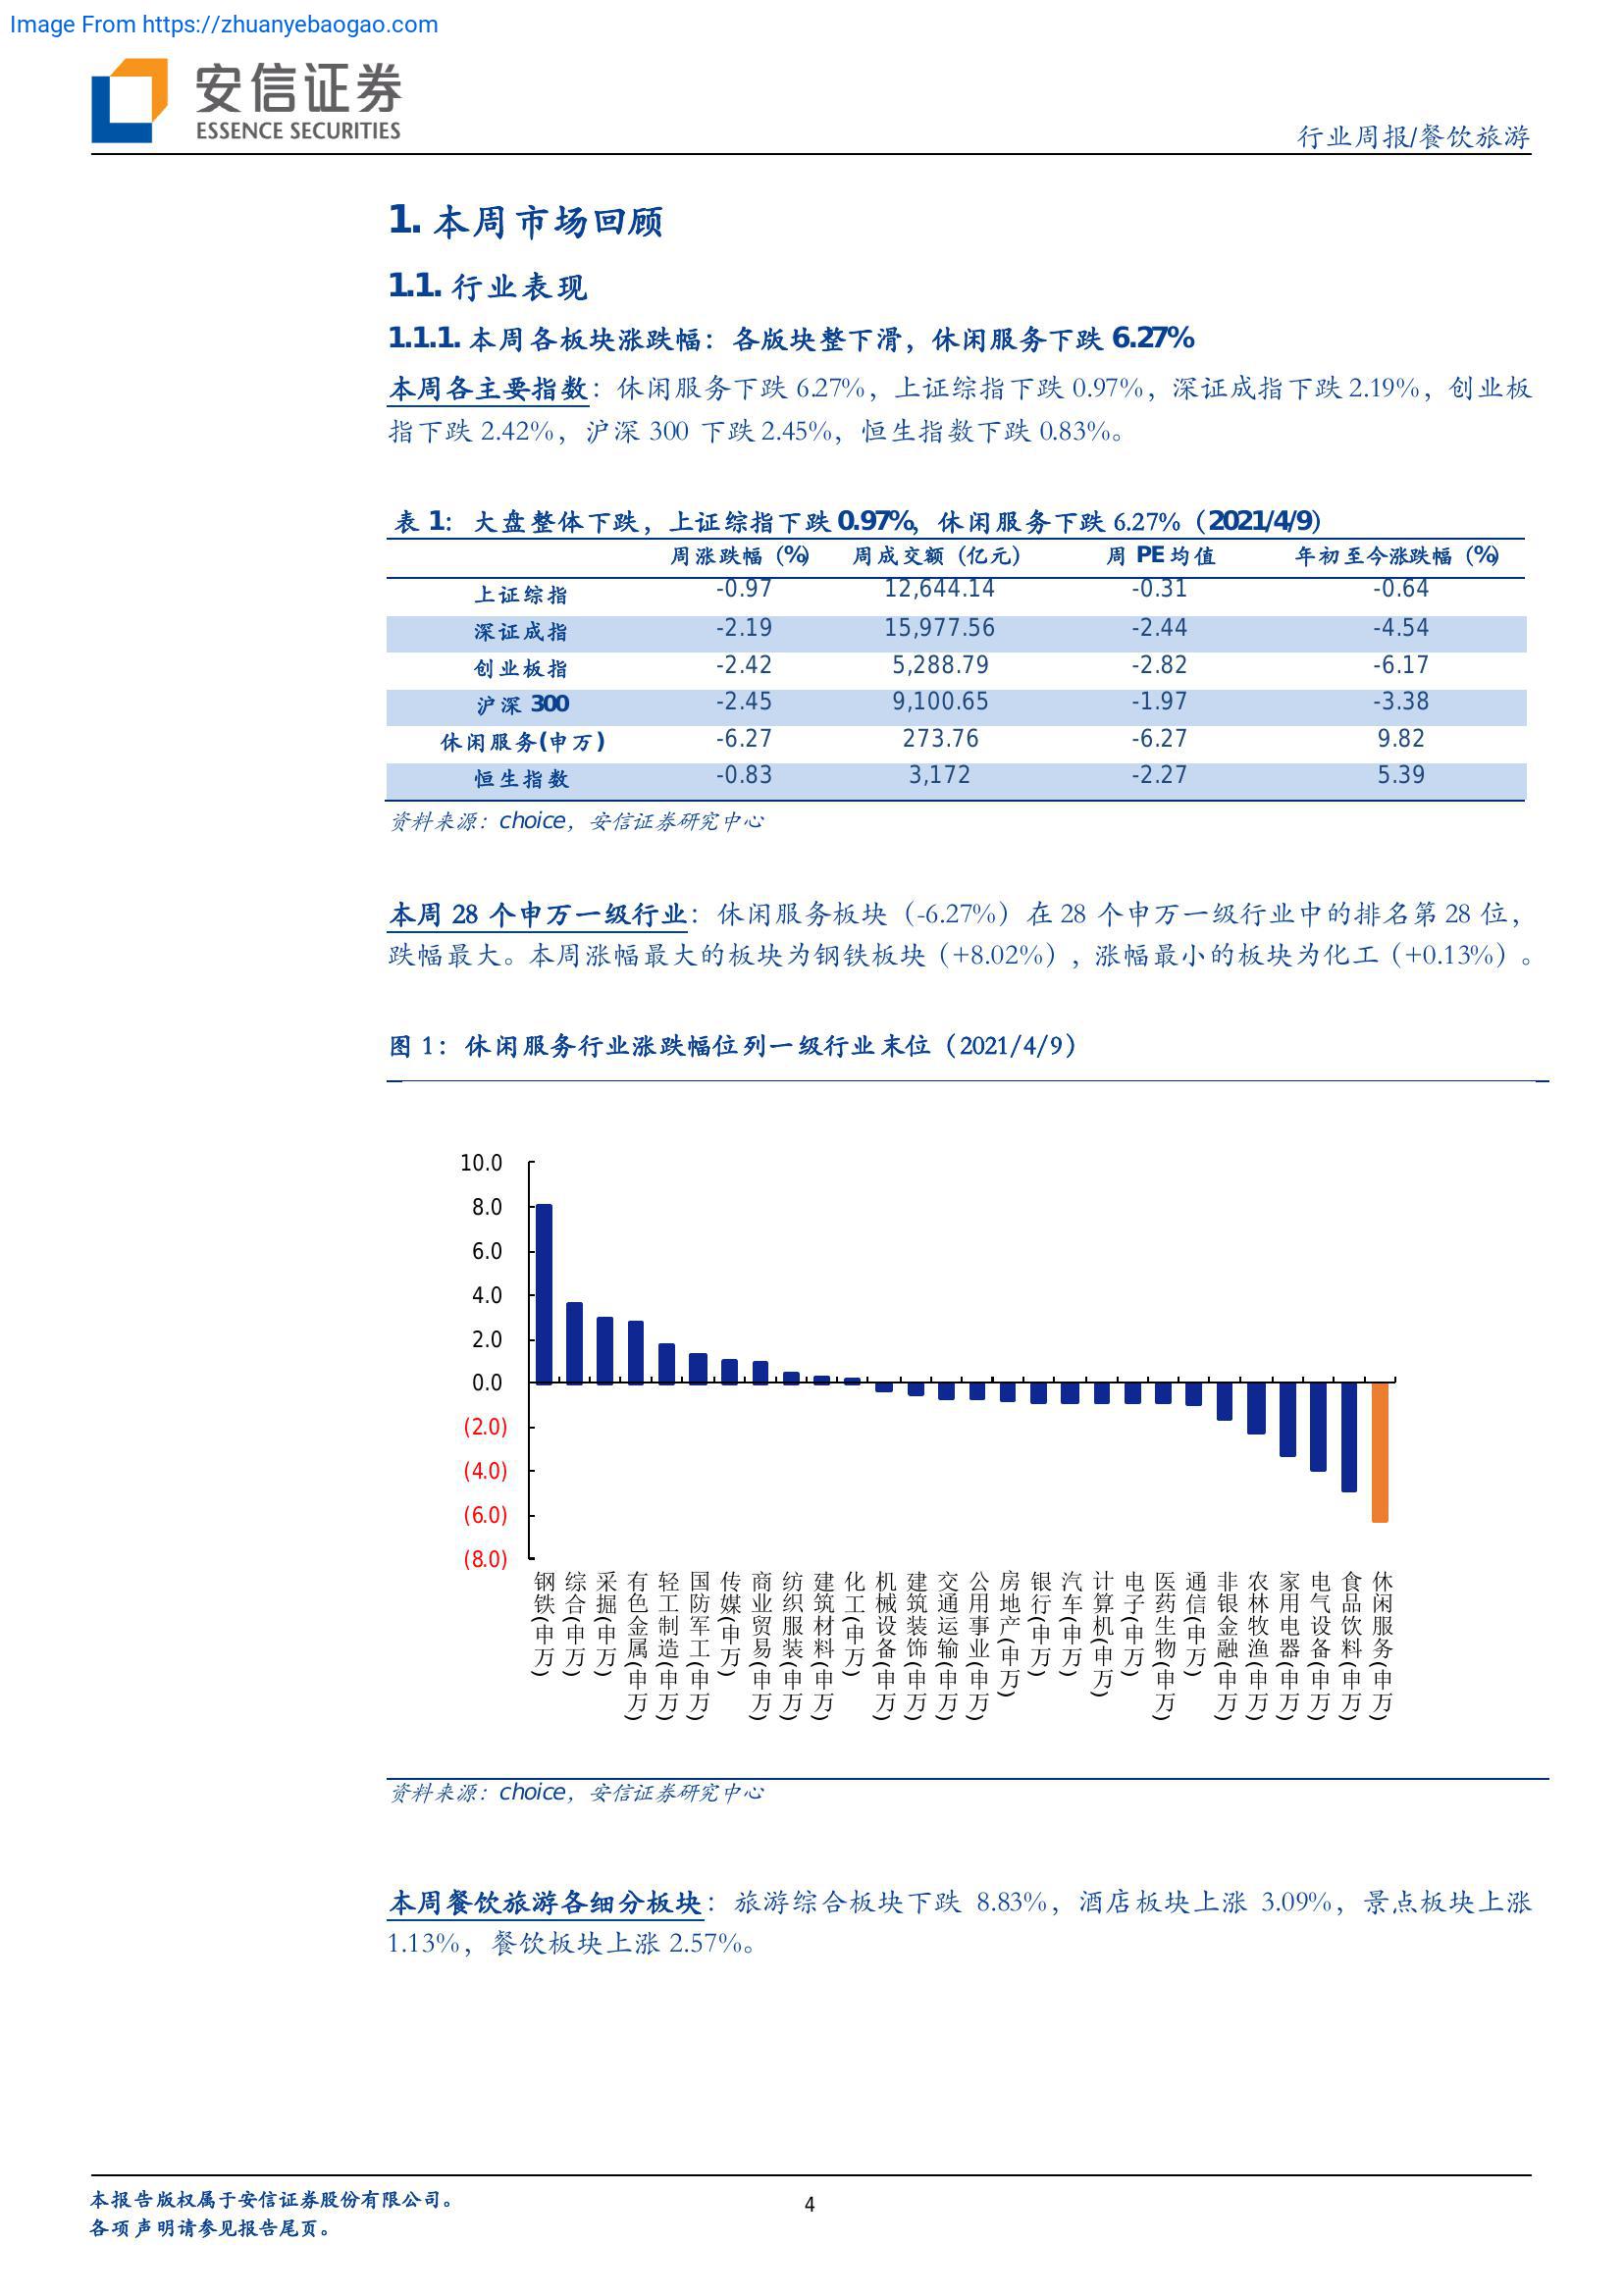 Image From https://zhuanyebaogao.com
安信证券
ESSENCE SECURITIES
行业周报/餐饮旅游
1. 本周市场回顾
1.1. 行业表现
1.1.1. 本周各板块涨跌幅：各版块整下滑，休闲服务下跌 6.27%
本周各主要指数：休闲服务下跌 6.27%，上证综指下跌 0.97%，深证成指下跌 2.19%，创业板
指下跌 2.42%，沪深 300 下跌 2.45%，恒生指数下跌 0.83%。
表 1：大盘整体下跌，上证综指下跌 0.97%，休闲服务下跌 6.27%（2021/4/9）
周涨跌幅（%） 周成交额（亿元） 周 PE 均值 年初至今涨跌幅（%）
上证综指 -0.97 12,644.14 -0.31 -0.64
深证成指 -2.19 15,977.56 -2.44 -4.54
创业板指 -2.42 5,288.79 -2.82 -6.17
沪深 300 -2.45 9,100.65 -1.97 -3.38
休闲服务(申万) -6.27 273.76 -6.27 9.82
恒生指数 -0.83 3,172 -2.27 5.39
资料来源：choice，安信证券研究中心
本周 28 个申万一级行业：休闲服务板块（-6.27%）在 28 个申万一级行业中的排名第 28 位，
跌幅最大。本周涨幅最大的板块为钢铁板块（+8.02%），涨幅最小的板块为化工（+0.13%）。
图 1：休闲服务行业涨跌幅位列一级行业末位（2021/4/9）
10.0
8.0
6.0
4.0
2.0
0.0
(2.0)
(4.0)
(6.0)
(8.0)
钢铁(申万)
综合(申万)
采掘(申万)
有色金属(申万)
轻工制造(申万)
国防军工(申万)
传媒(申万)
商业贸易(申万)
纺织服装(申万)
建筑材料(申万)
化工(申万)
机械设备(申万)
建筑装饰(申万)
交通运输(申万)
公用事业(申万)
房地产(申万)
银行(申万)
汽车(申万)
计算机(申万)
电子(申万)
医药生物(申万)
通信(申万)
非银金融(申万)
农林牧渔(申万)
家用电器(申万)
电气设备(申万)
食品饮料(申万)
休闲服务(申万)
资料来源：choice，安信证券研究中心
本周餐饮旅游各细分板块：旅游综合板块下跌 8.83%，酒店板块上涨 3.09%，景点板块上涨
1.13%，餐饮板块上涨 2.57%。
本报告版权属于安信证券股份有限公司。
各项声明请参见报告尾页。
4